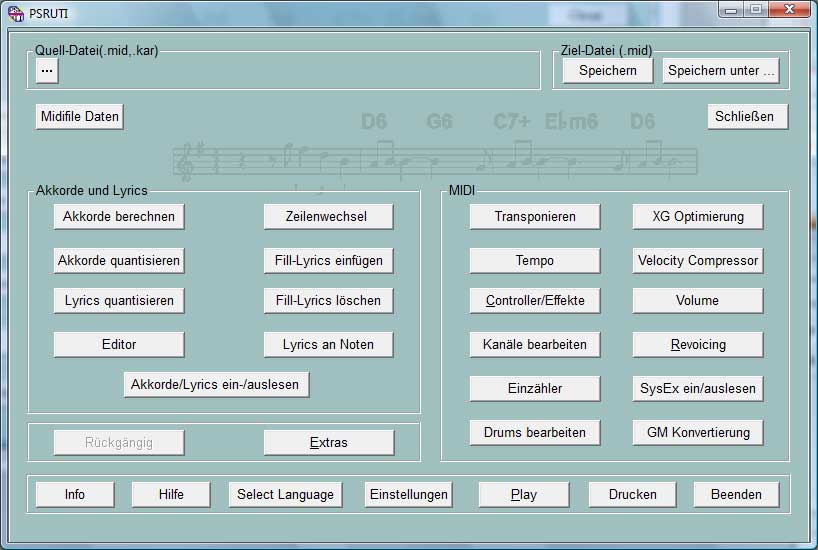 PSRUTI
Quell-Datei(.mid,.kar)
Ziel-Datei (.mid)
...
Speichern
Speichern unter ...
Midifile Daten
Schließen
D6 G6 C7+ E♭m6 D6
Akkorde und Lyrics
Akkorde berechnen
Zeilenwechsel
Akkorde quantisieren
Fill-Lyrics einfügen
Lyrics quantisieren
Fill-Lyrics löschen
Editor
Lyrics an Noten
Akkorde/Lyrics ein-/auslesen
Rückgängig
Extras
MIDI
Transponieren
XG Optimierung
Tempo
Velocity Compressor
Controller/Effekte
Volume
Kanäle bearbeiten
Revoicing
Einzähler
SysEx ein/auslesen
Drums bearbeiten
GM Konvertierung
Info
Hilfe
Select Language
Einstellungen
Play
Drucken
Beenden